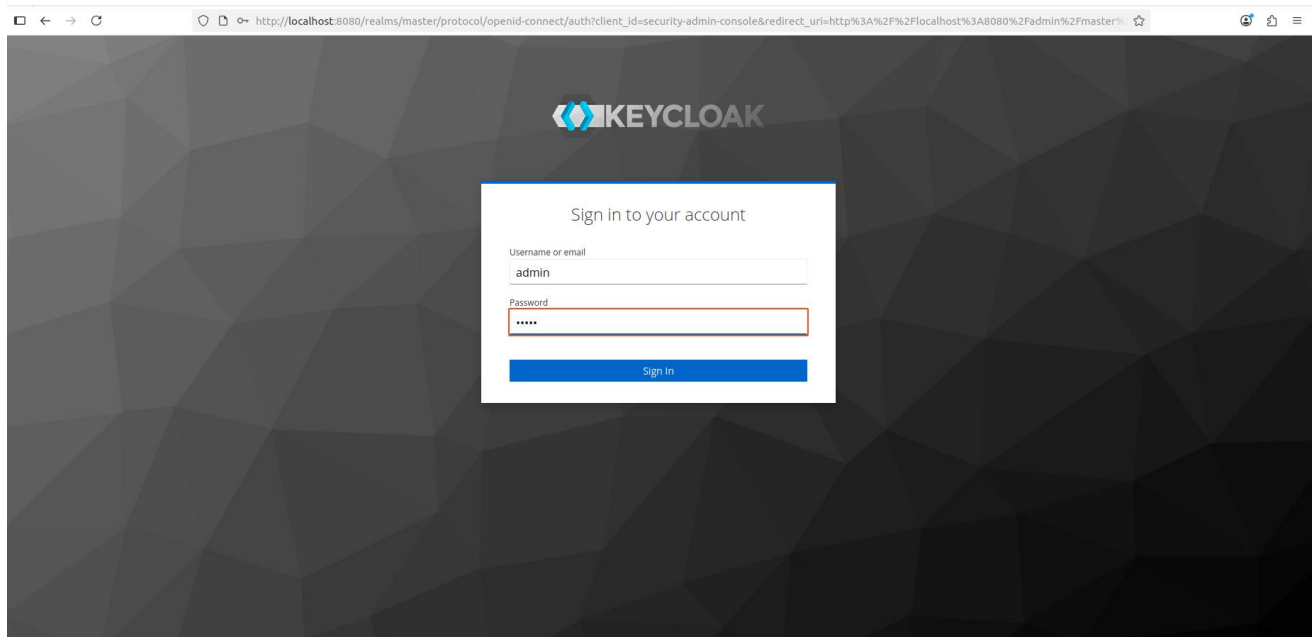 http://localhost:8080/realms/master/protocol/openid-connect/auth?client_id=security-admin-console&redirect_uri=http%3A%2F%2Flocalhost%3A8080%2Fadmin%2Fmaster%
KEYCLOAK
Sign in to your account
Username or email
admin
Password
•••••
Sign In